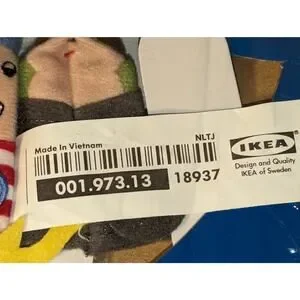 Made in Vietnam
NLTJ
001.973.13
18937
IKEA
Design and Quality
IKEA of Sweden